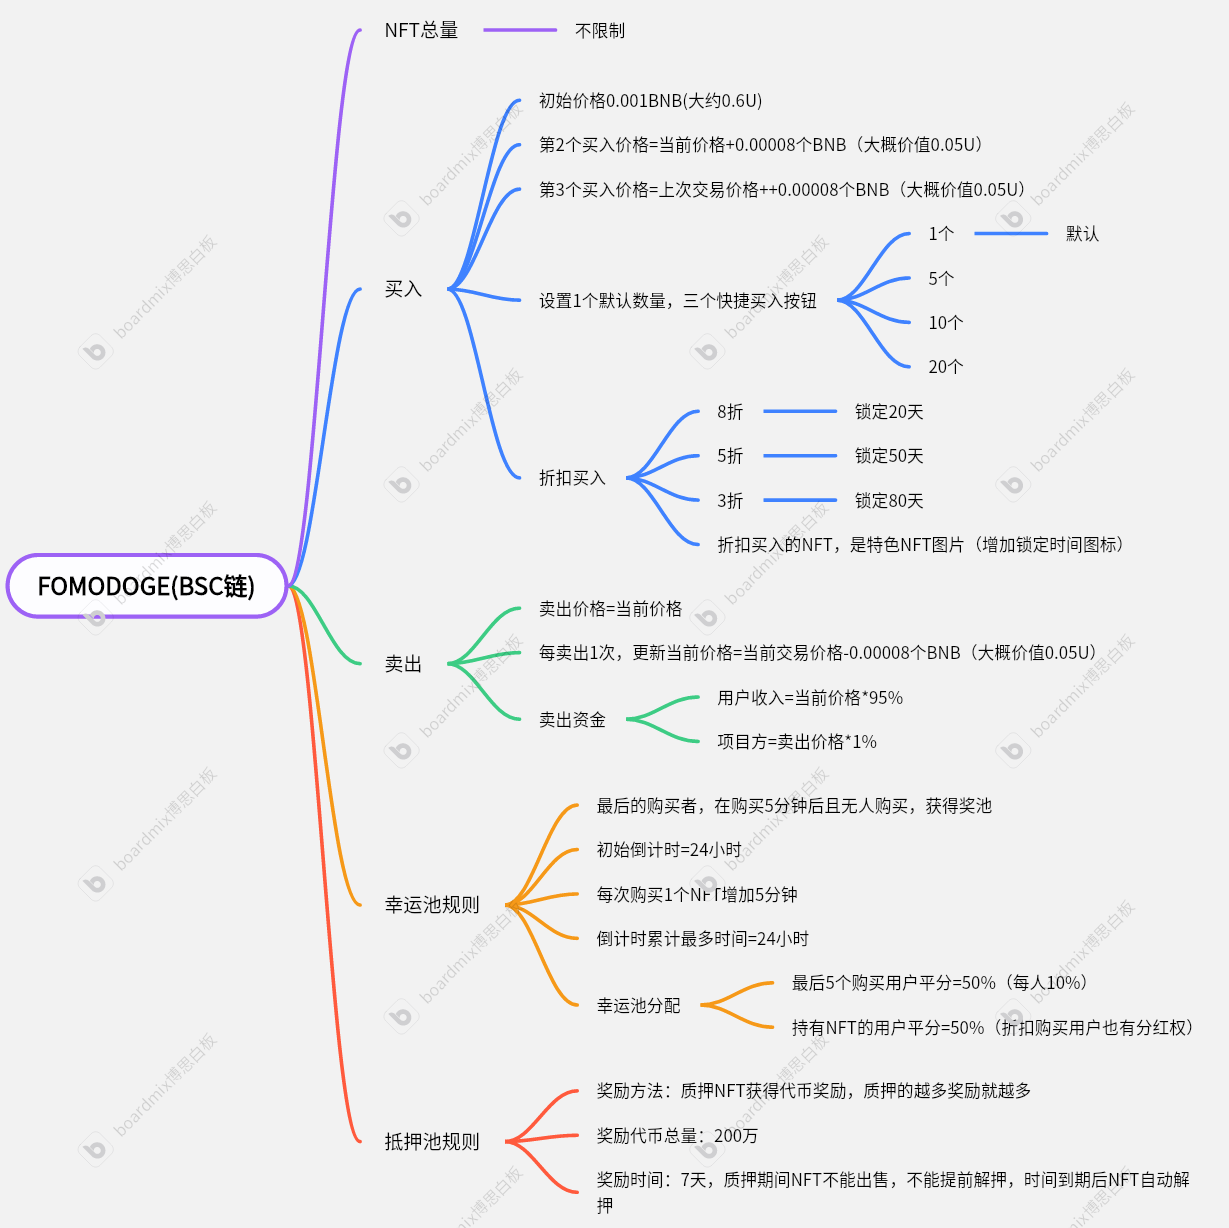 NFT总量
不限制
初始价格0.001BNB(大约0.6U)
第2个买入价格=当前价格+0.00008个BNB（大概价值0.05U）
第3个买入价格=上次交易价格++0.00008个BNB（大概价值0.05U）
买入
设置1个默认数量，三个快捷买入按钮
1个
默认
5个
10个
20个
折扣买入
8折
锁定20天
5折
锁定50天
3折
锁定80天
折扣买入的NFT，是特色NFT图片（增加锁定时间图标）
FOMODOGE(BSC链)
卖出
卖出价格=当前价格
每卖出1次，更新当前价格=当前交易价格-0.00008个BNB（大概价值0.05U）
卖出资金
用户收入=当前价格*95%
项目方=卖出价格*1%
幸运池规则
最后的购买者，在购买5分钟后且无人购买，获得奖池
初始倒计时=24小时
每次购买1个NFT增加5分钟
倒计时累计最多时间=24小时
幸运池分配
最后5个购买用户平分=50%（每人10%）
持有NFT的用户平分=50%（折扣购买用户也有分红权）
抵押池规则
奖励方法：质押NFT获得代币奖励，质押的越多奖励就越多
奖励代币总量：200万
奖励时间：7天，质押期间NFT不能出售，不能提前解押，时间到期后NFT自动解
押
boardmix博思白板